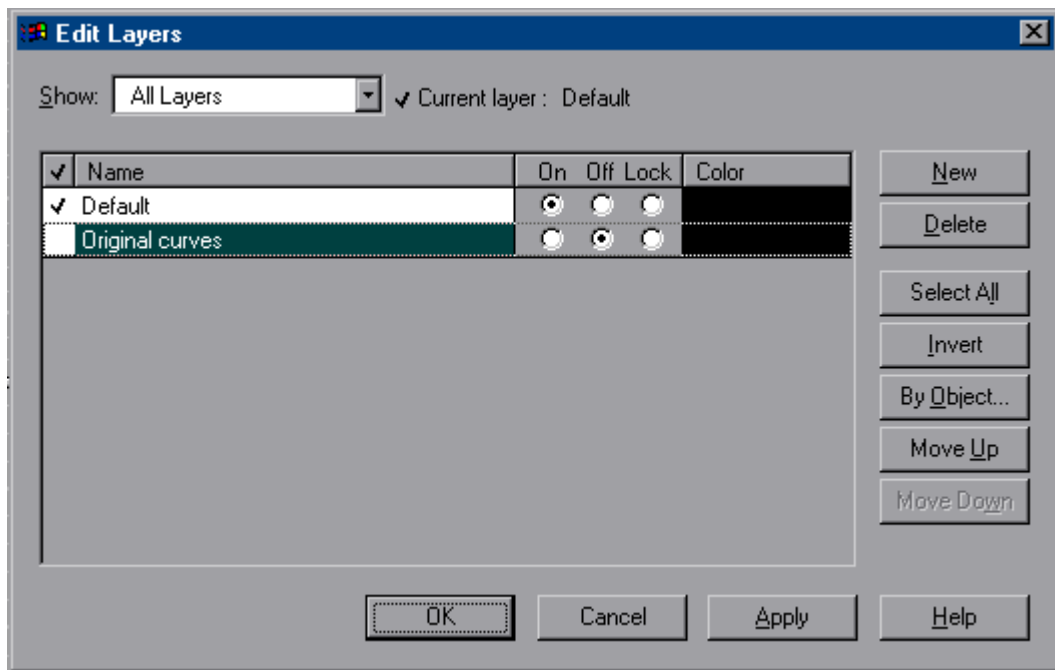 Edit Layers
Show: All Layers Current layer : Default
Name On Off Lock Color
Default
Original curves
New
Delete
Select All
Invert
By Object...
Move Up
Move Down
OK Cancel Apply Help